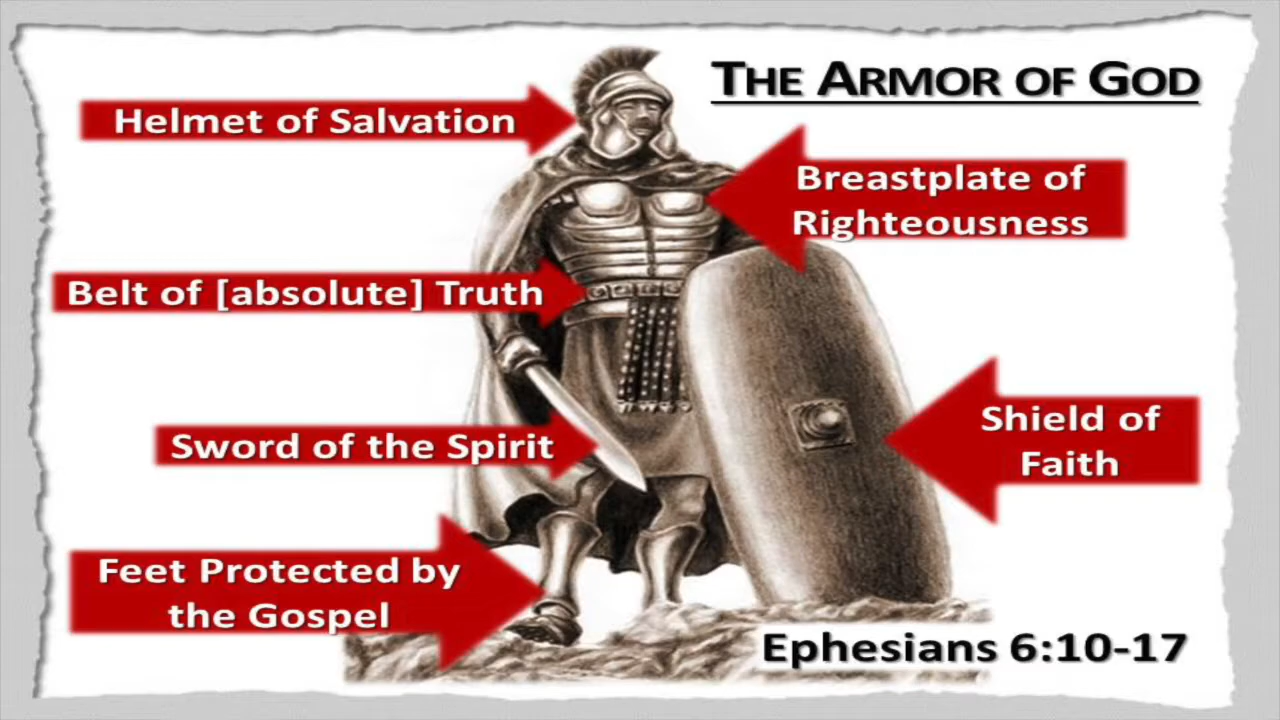 THE ARMOR OF GOD
Helmet of Salvation
Breastplate of
Righteousness
Belt of [absolute] Truth
Shield of
Faith
Sword of the Spirit
Feet Protected by
the Gospel
Ephesians 6:10-17